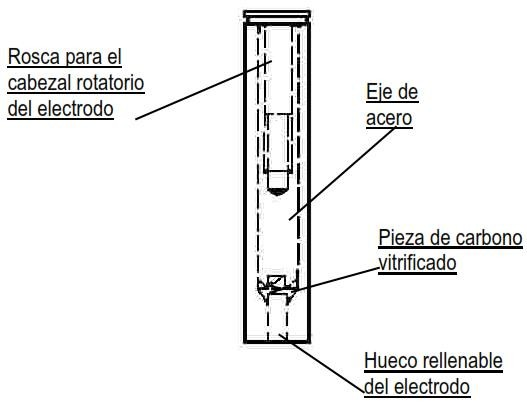 Rosca para el
cabezal rotatorio
del electrodo
Eje de
acero
Pieza de carbono
vitrificado
Hueco rellenable
del electrodo